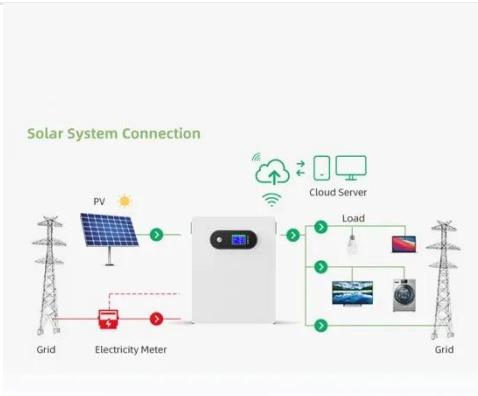 Solar System Connection
Cloud Server
PV
Load
Grid
Electricity Meter
Grid